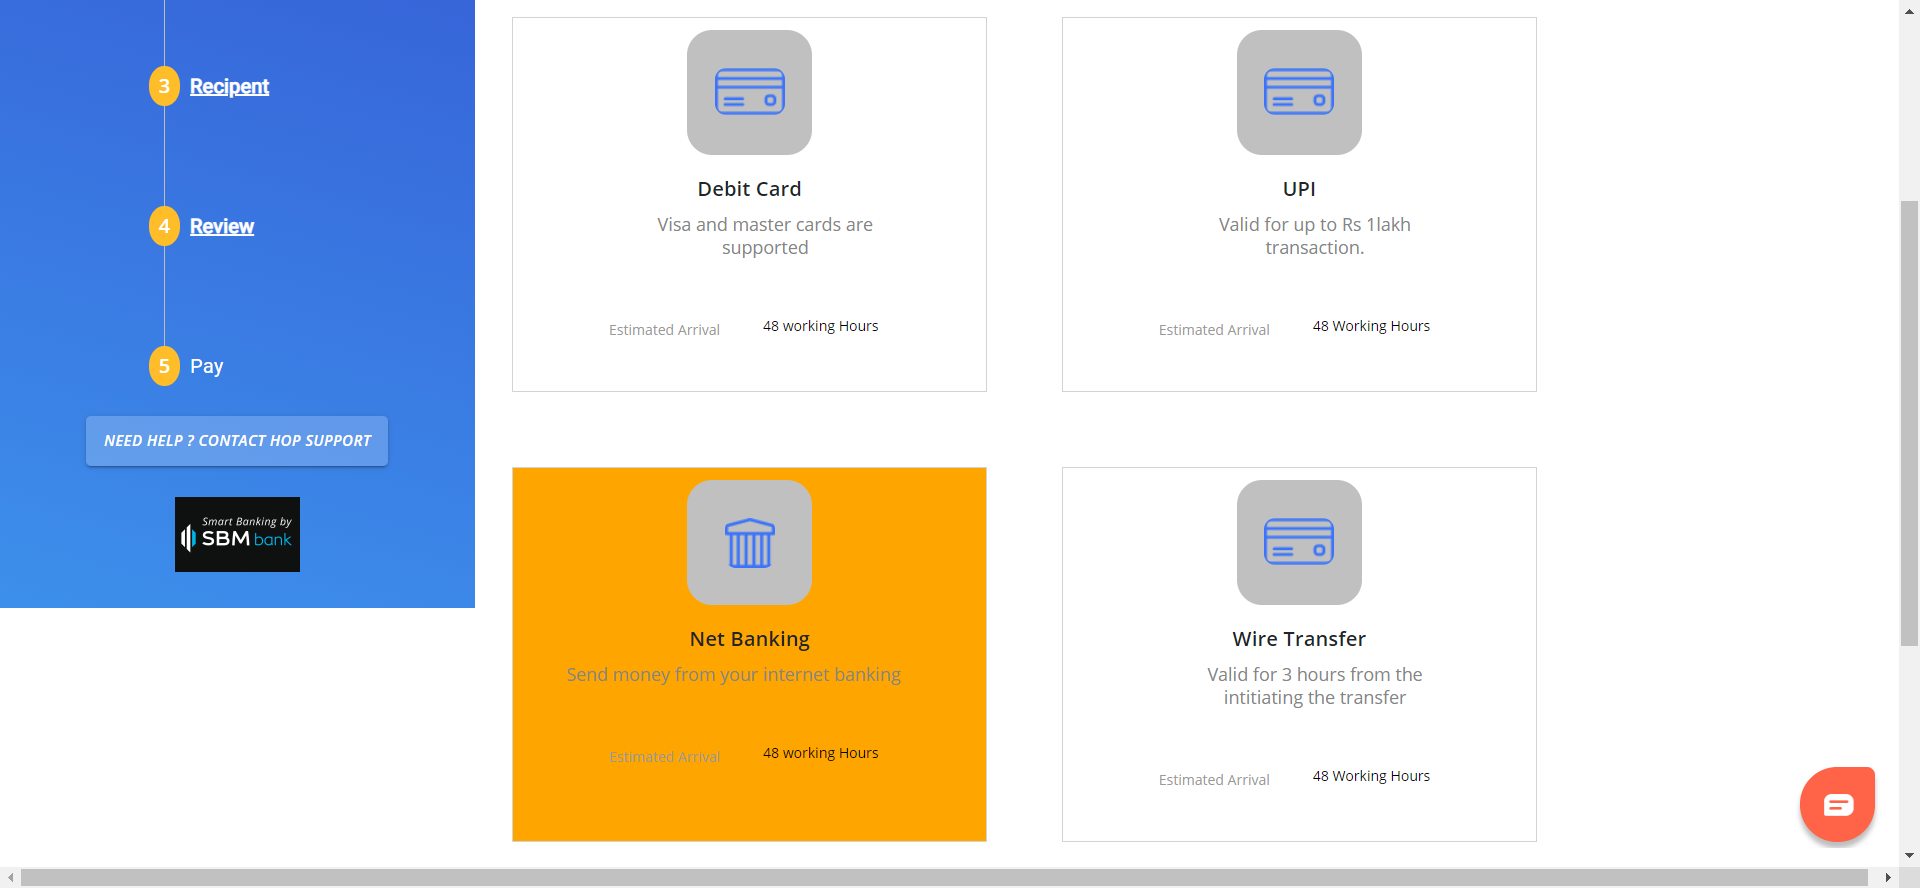 3 Recipent
4 Review
5 Pay
NEED HELP ? CONTACT HOP SUPPORT
Smart Banking by
SBM bank
Debit Card
Visa and master cards are
supported
Estimated Arrival 48 working Hours
UPI
Valid for up to Rs 1lakh
transaction.
Estimated Arrival 48 Working Hours
Net Banking
Send money from your internet banking
Estimated Arrival 48 working Hours
Wire Transfer
Valid for 3 hours from the
intitiating the transfer
Estimated Arrival 48 Working Hours